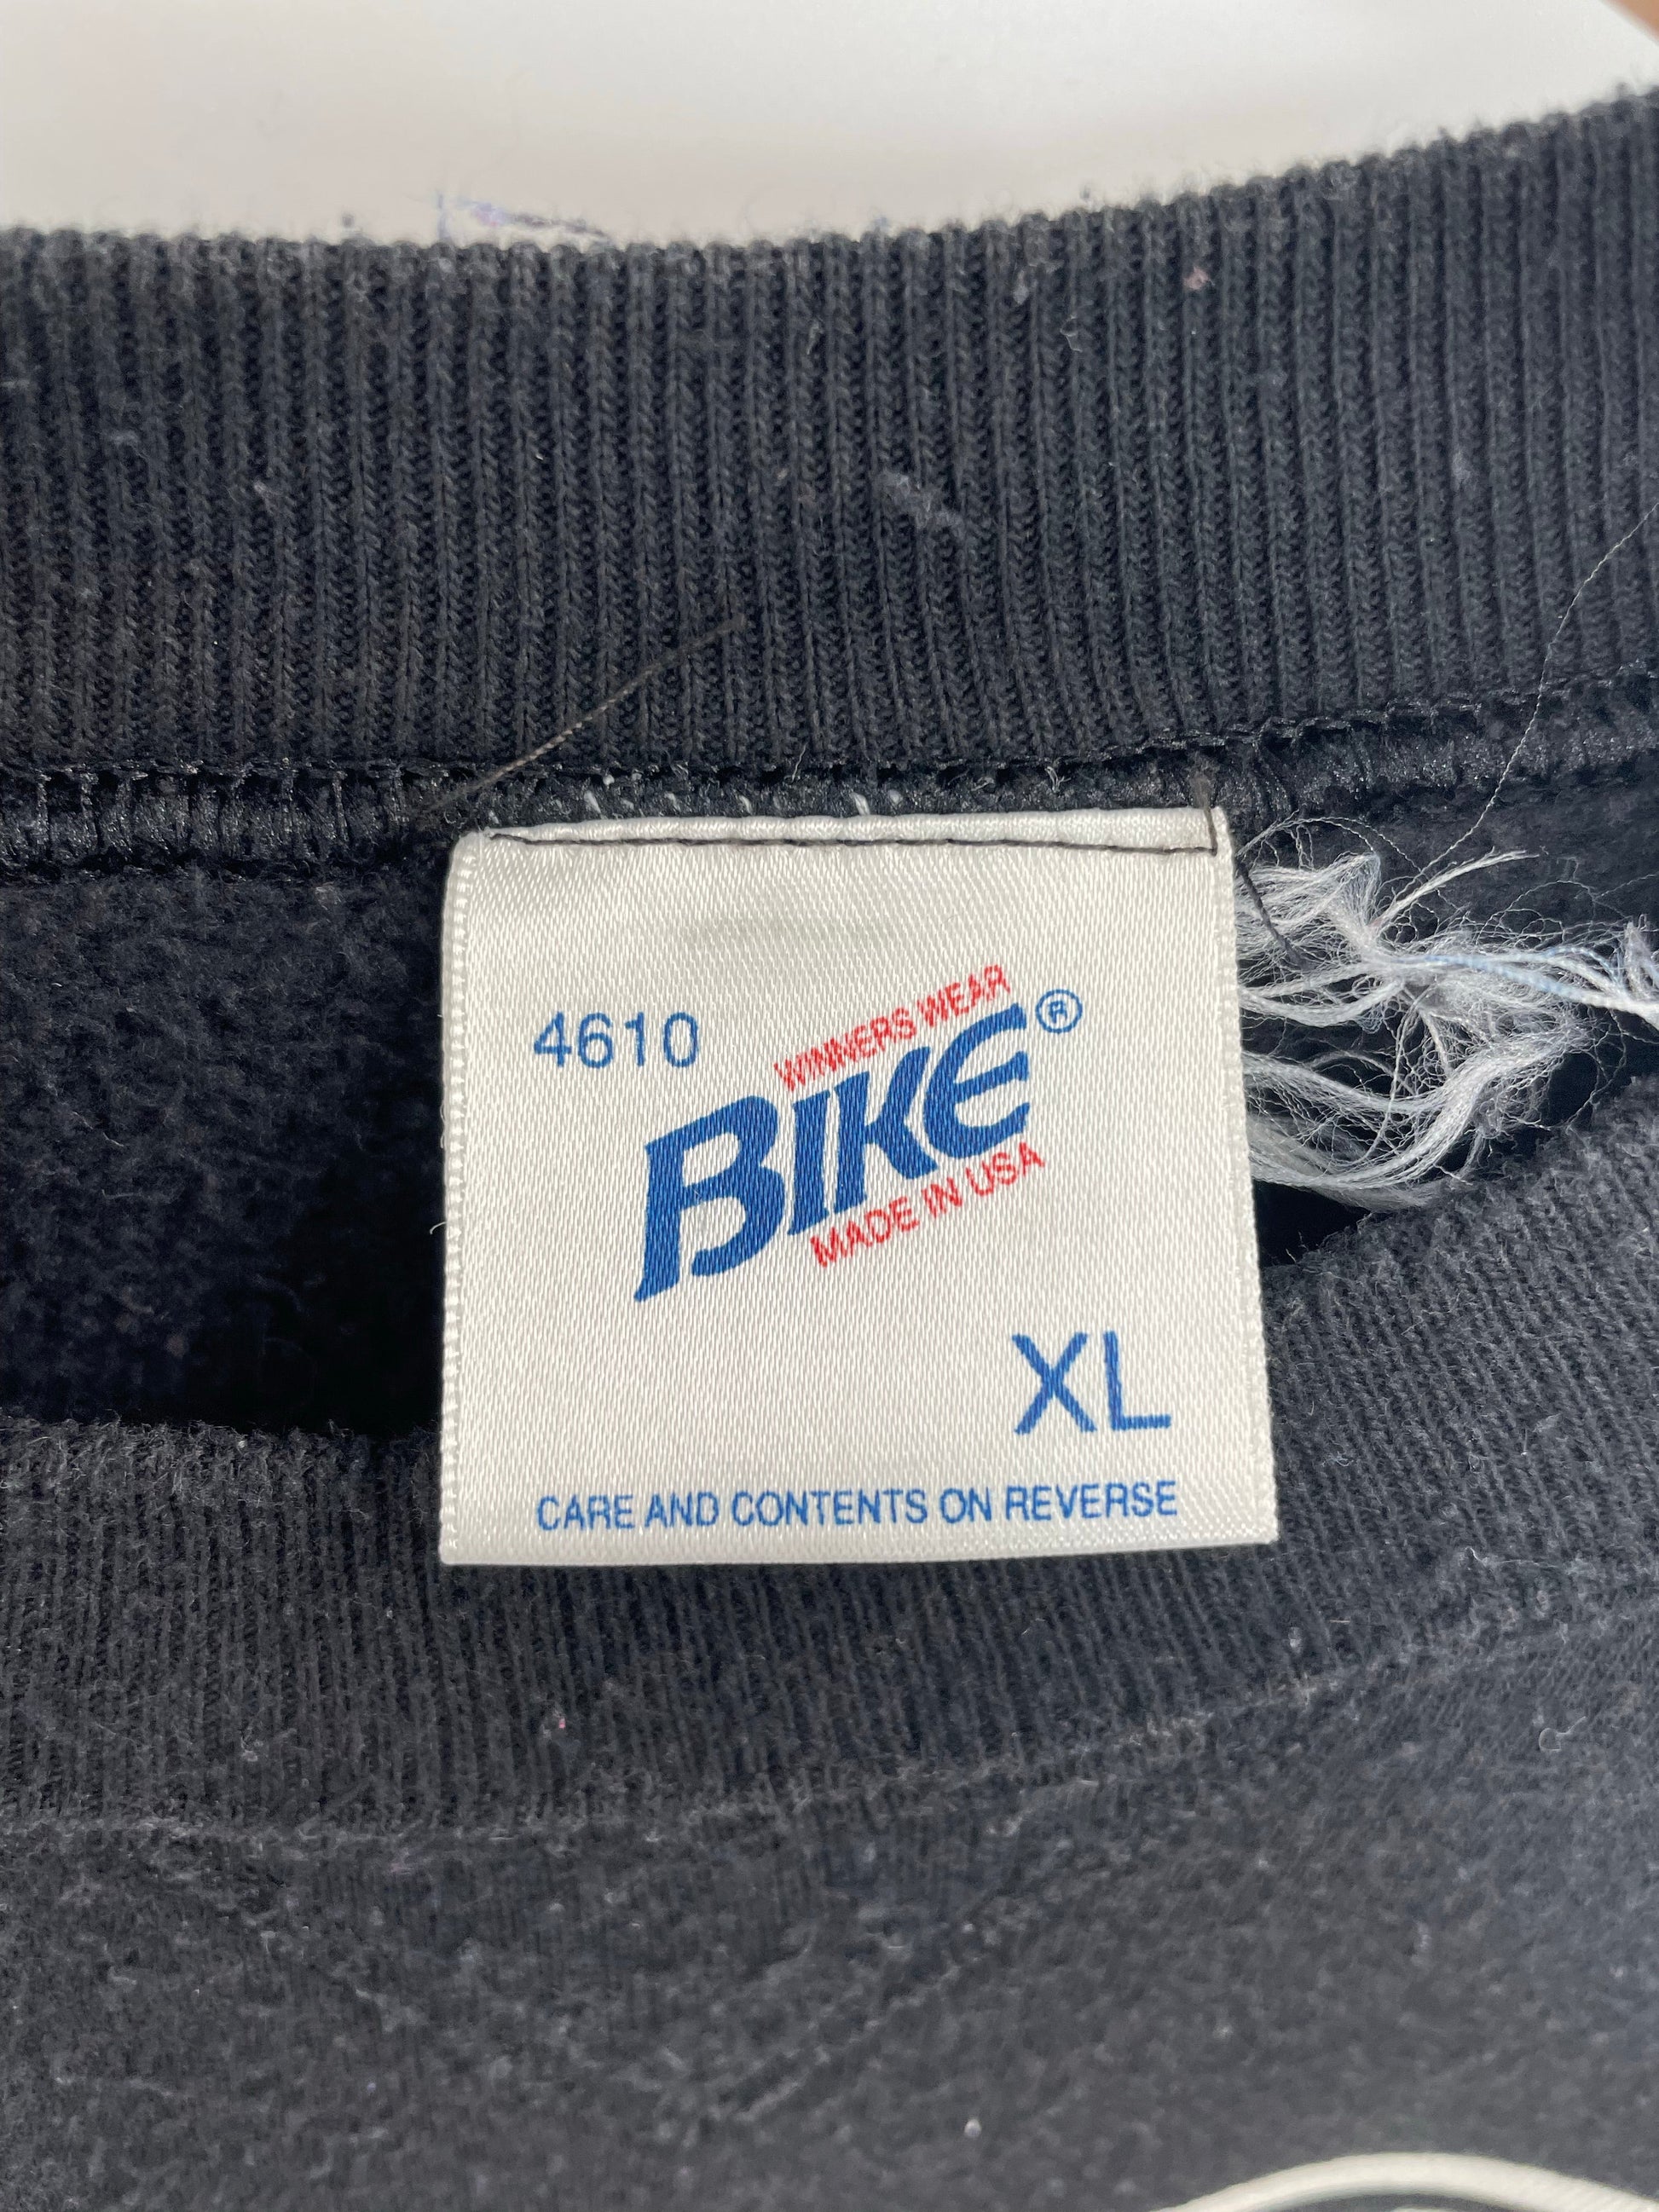 4610
WINNERS WEAR
BIKE®
MADE IN USA
XL
CARE AND CONTENTS ON REVERSE